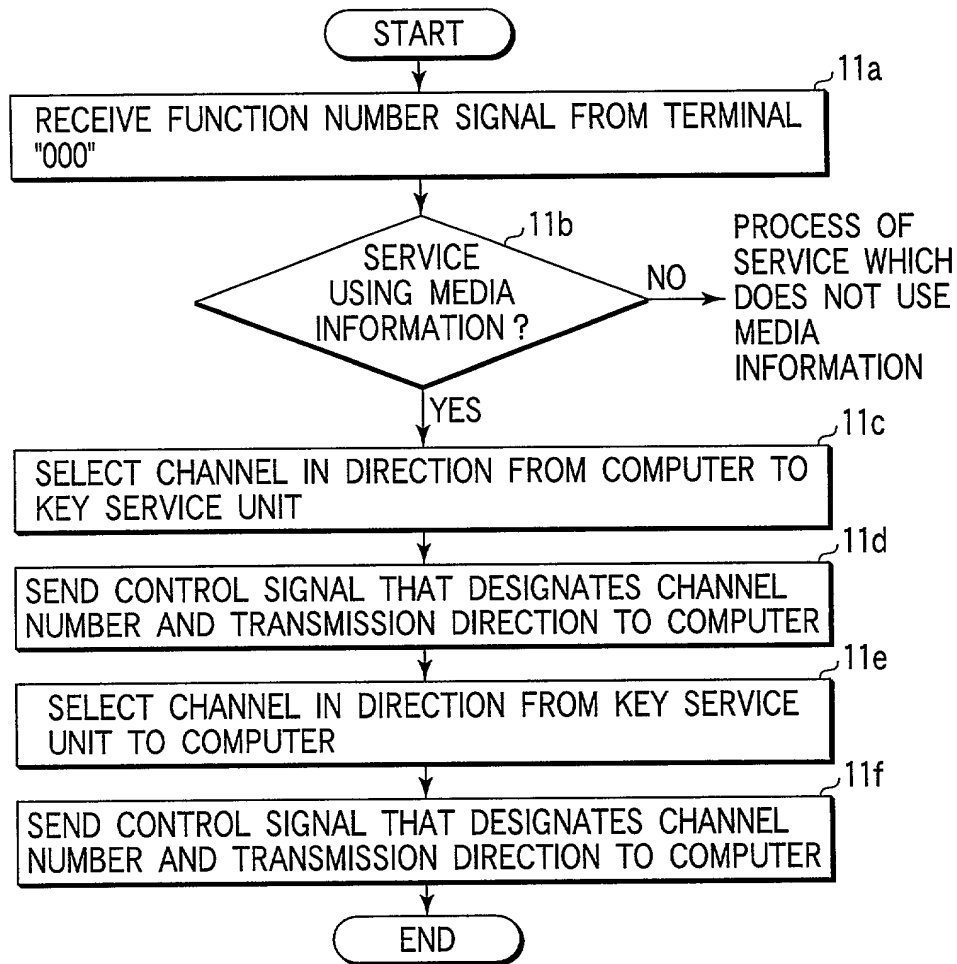 START
11a
RECEIVE FUNCTION NUMBER SIGNAL FROM TERMINAL
"000"
11b
SERVICE
USING MEDIA
INFORMATION?
NO
PROCESS OF
SERVICE WHICH
DOES NOT USE
MEDIA
INFORMATION
YES
11c
SELECT CHANNEL IN DIRECTION FROM COMPUTER TO
KEY SERVICE UNIT
11d
SEND CONTROL SIGNAL THAT DESIGNATES CHANNEL
NUMBER AND TRANSMISSION DIRECTION TO COMPUTER
11e
SELECT CHANNEL IN DIRECTION FROM KEY SERVICE
UNIT TO COMPUTER
11f
SEND CONTROL SIGNAL THAT DESIGNATES CHANNEL
NUMBER AND TRANSMISSION DIRECTION TO COMPUTER
END